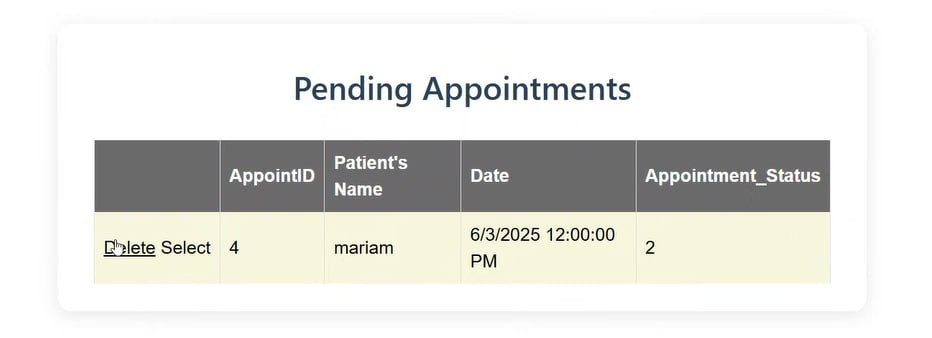 Pending Appointments
AppointID Patient's Name Date Appointment_Status
Delete Select 4 mariam 6/3/2025 12:00:00 PM 2